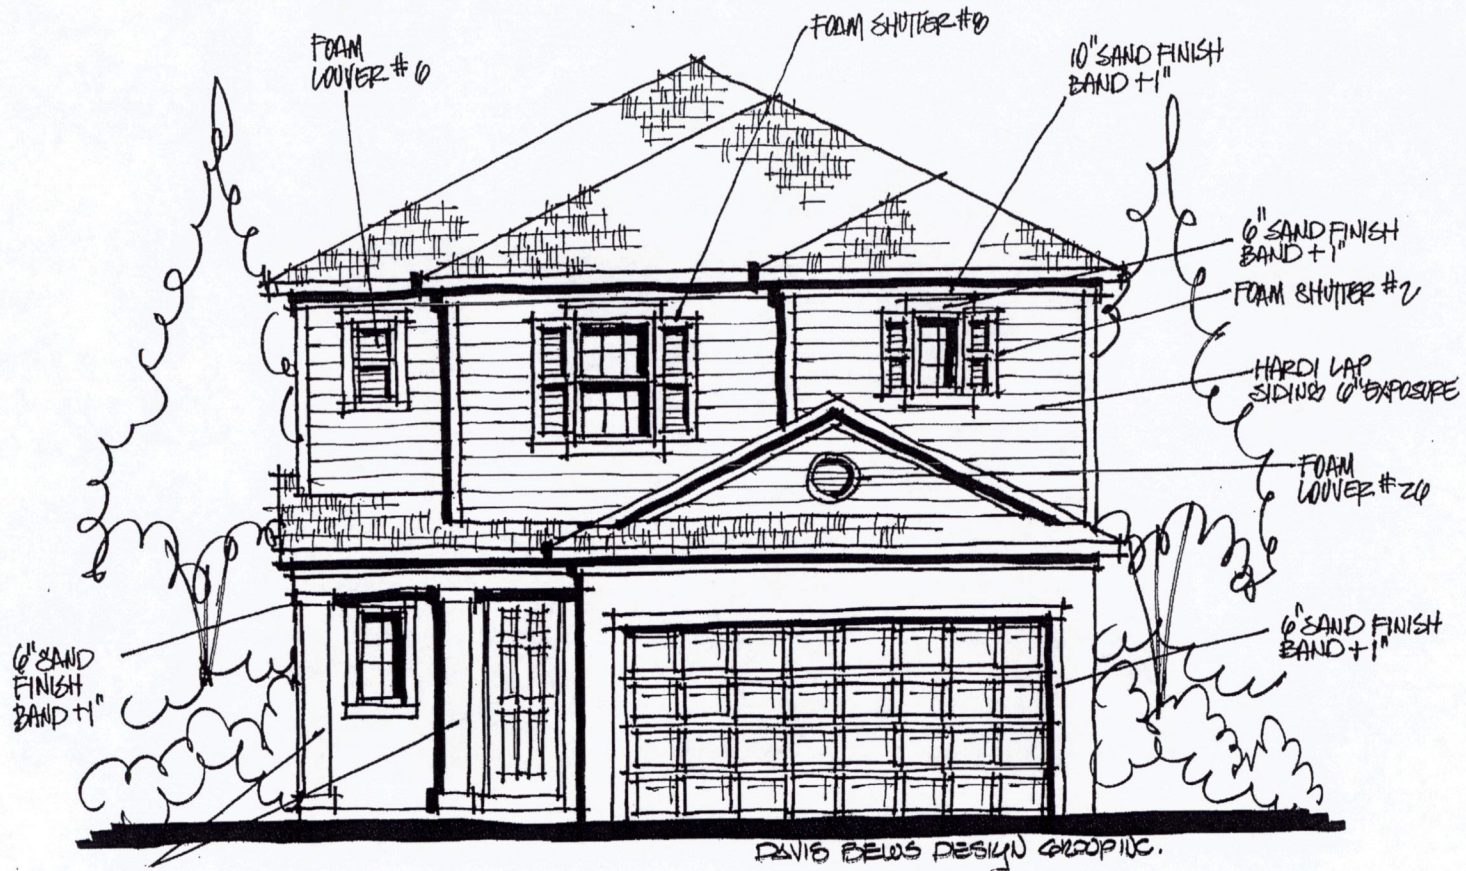 FOAM SHUTTER #8
FOAM
LOUVER # 6
10" SAND FINISH
BAND +1"
6" SAND FINISH
BAND +1"
FOAM SHUTTER #2
HARDI LAP
SIDING 6" EXPOSURE
FOAM
LOUVER # 26
6" SAND FINISH
BAND +1"
6" SAND
FINISH
BAND +1"
DAVIS BEWS DESIGN GROUP INC.